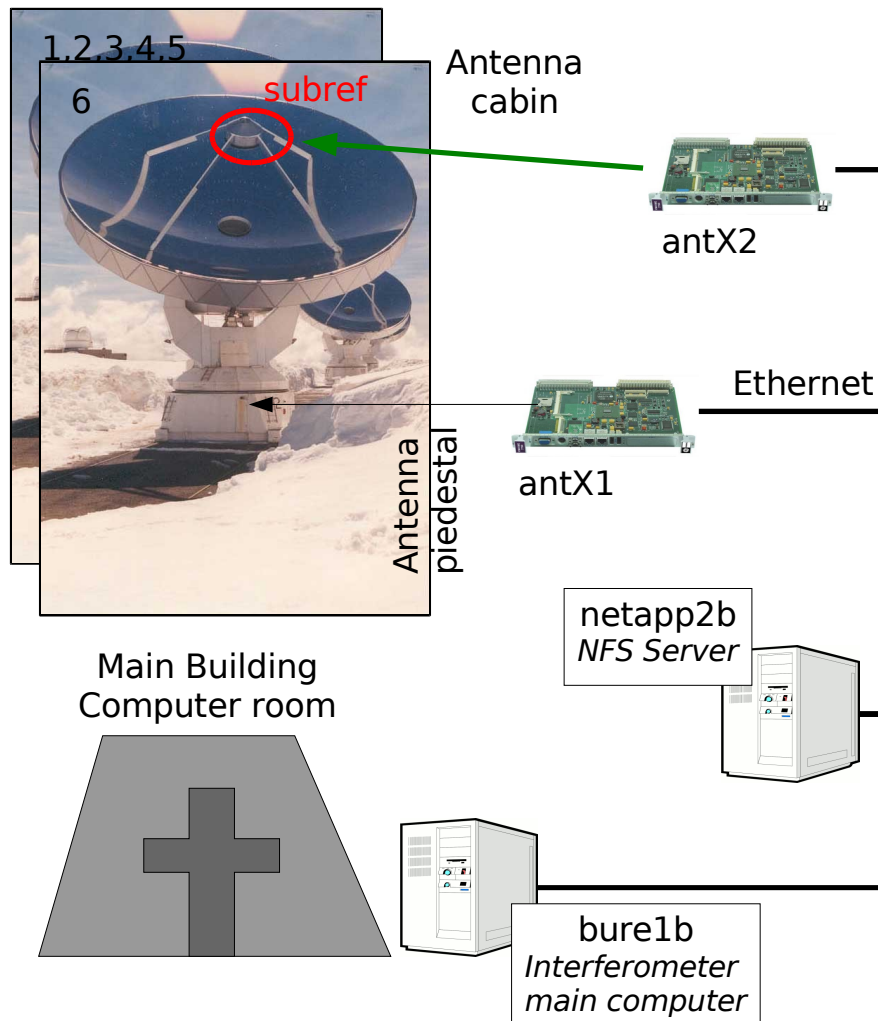 1,2,3,4,5
6
subref
Antenna
cabin
antX2
Ethernet
antX1
Antenna
piedestal
netapp2b
NFS Server
Main Building
Computer room
bure1b
Interferometer
main computer